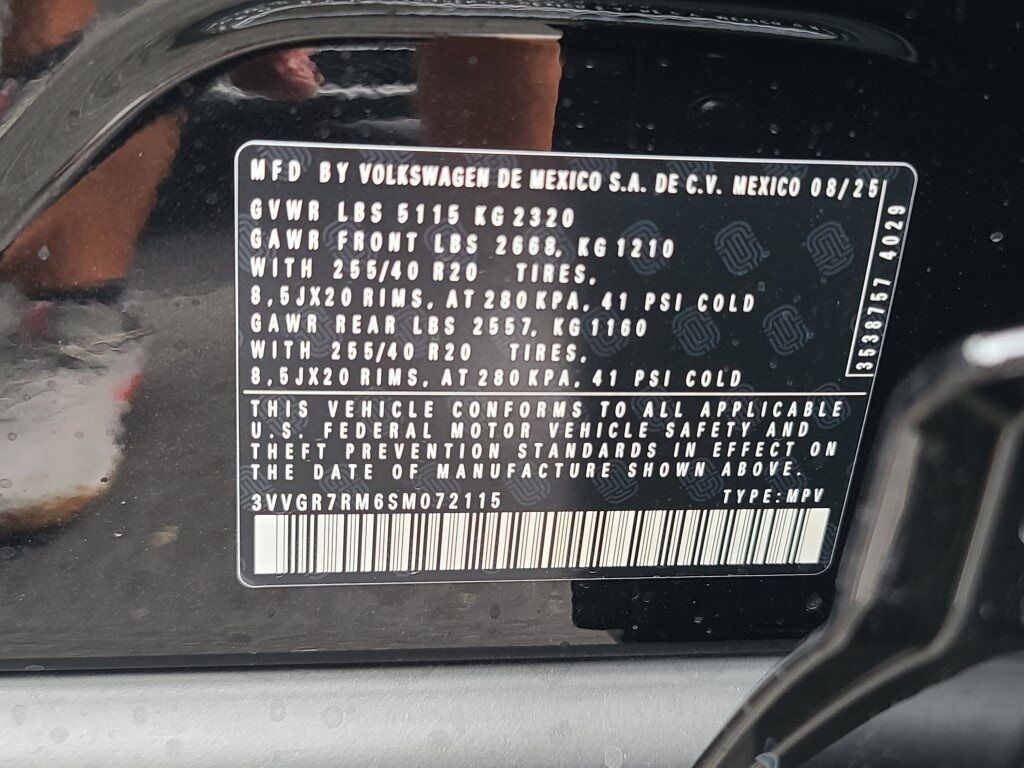 MFD BY VOLKSWAGEN DE MEXICO S.A. DE C.V. MEXICO 08/25
GVWR LBS 5115 KG 2320
GAWR FRONT LBS 2668, KG 1210
WITH 255/40 R20 TIRES,
8,5JX20 RIMS, AT 280 KPA, 41 PSI COLD
GAWR REAR LBS 2557, KG 1160
WITH 255/40 R20 TIRES,
8,5JX20 RIMS, AT 280 KPA, 41 PSI COLD
3538757 4029
THIS VEHICLE CONFORMS TO ALL APPLICABLE
U.S. FEDERAL MOTOR VEHICLE SAFETY AND
THEFT PREVENTION STANDARDS IN EFFECT ON
THE DATE OF MANUFACTURE SHOWN ABOVE.
3VVGR7RM6SM072115 TYPE: MPV